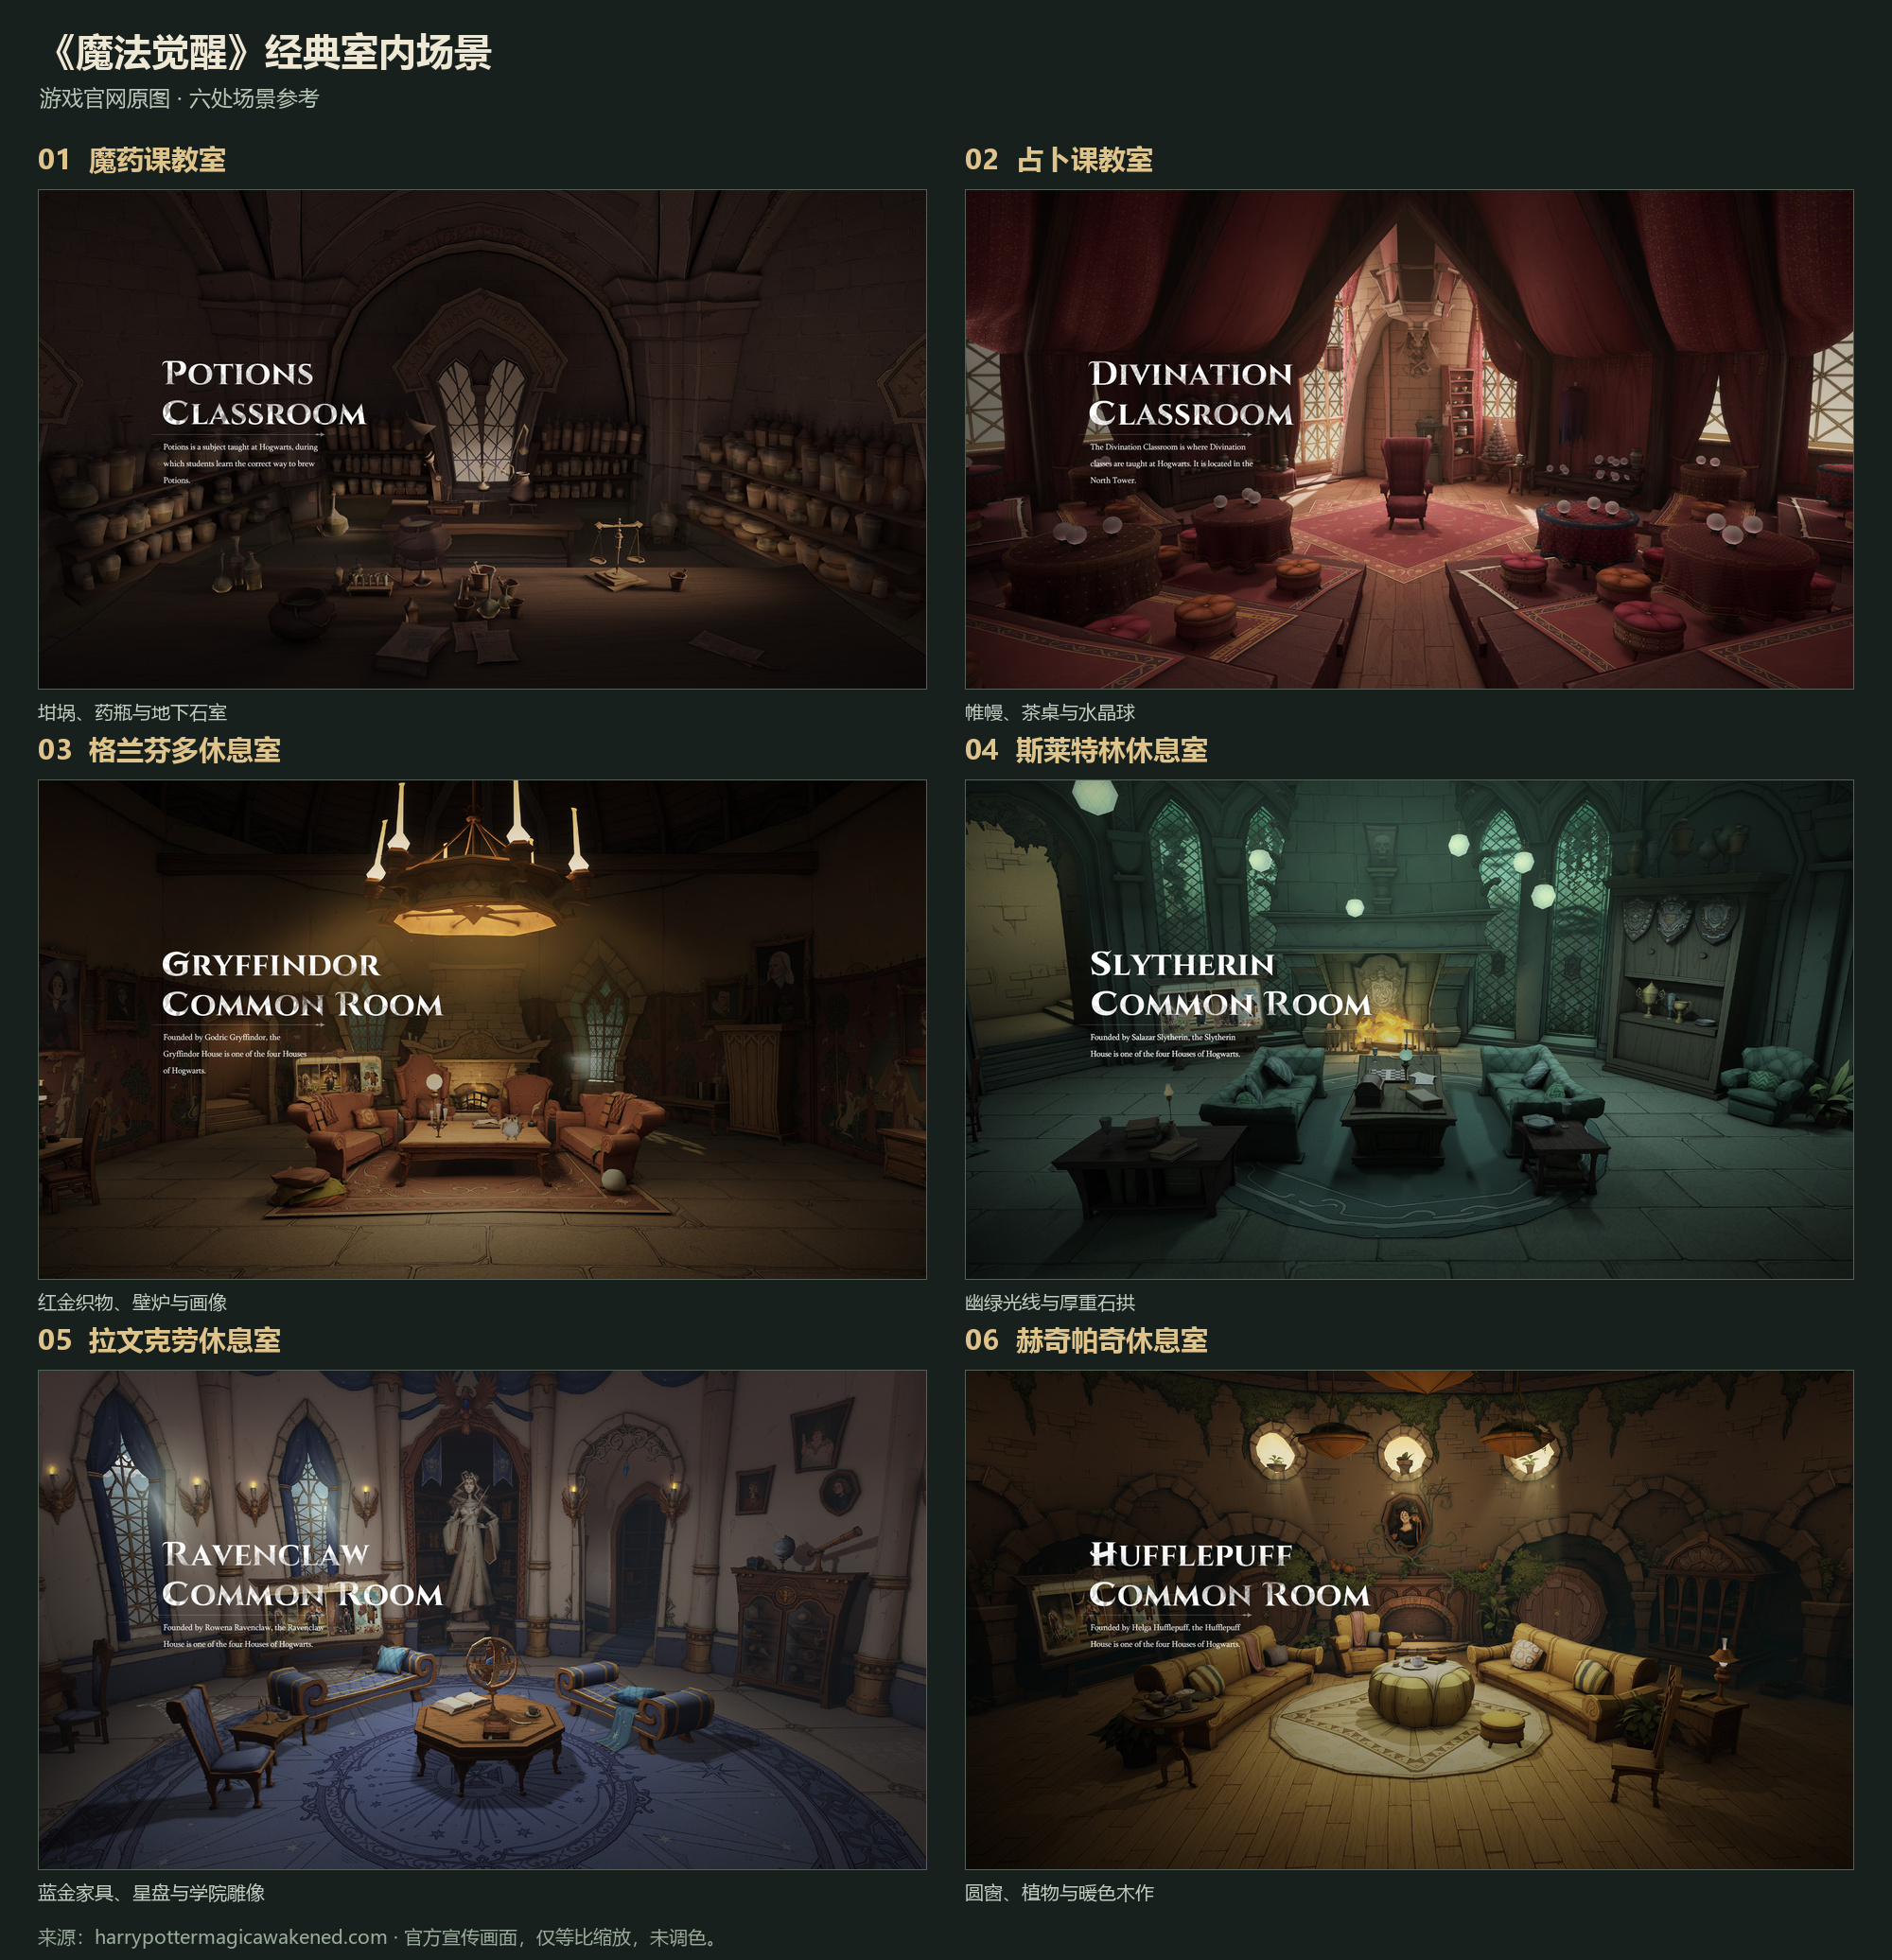 《魔法觉醒》经典室内场景
游戏官网原图 · 六处场景参考
01 魔药课教室
POTIONS
CLASSROOM
Potions is a subject taught at Hogwarts, during
which students learn the correct way to brew
Potions.
坩埚、药瓶与地下石室
02 占卜课教室
DIVINATION
CLASSROOM
The Divination Classroom is where Divination
classes are taught at Hogwarts. It is located in the
North Tower.
帷幔、茶桌与水晶球
03 格兰芬多休息室
GRYFFINDOR
COMMON ROOM
Founded by Godric Gryffindor, the
Gryffindor House is one of the four Houses
of Hogwarts.
红金织物、壁炉与画像
04 斯莱特林休息室
SLYTHERIN
COMMON ROOM
Founded by Salazar Slytherin, the Slytherin
House is one of the four Houses of Hogwarts.
幽绿光线与厚重石拱
05 拉文克劳休息室
RAVENCLAW
COMMON ROOM
Founded by Rowena Ravenclaw, the Ravenclaw
House is one of the four Houses of Hogwarts.
蓝金家具、星盘与学院雕像
06 赫奇帕奇休息室
HUFFLEPUFF
COMMON ROOM
Founded by Helga Hufflepuff, the Hufflepuff
House is one of the four Houses of Hogwarts.
圆窗、植物与暖色木作
来源：harrypottermagicawakened.com · 官方宣传画面，仅等比缩放，未调色。